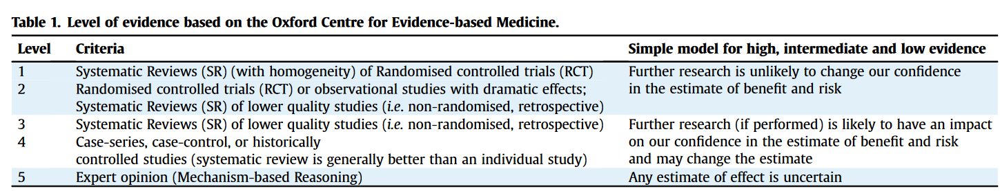 Table 1. Level of evidence based on the Oxford Centre for Evidence-based Medicine.
Level Criteria Simple model for high, intermediate and low evidence
1 Systematic Reviews (SR) (with homogeneity) of Randomised controlled trials (RCT) Further research is unlikely to change our confidence
2 Randomised controlled trials (RCT) or observational studies with dramatic effects; in the estimate of benefit and risk
Systematic Reviews (SR) of lower quality studies (i.e. non-randomised, retrospective)
3 Systematic Reviews (SR) of lower quality studies (i.e. non-randomised, retrospective) Further research (if performed) is likely to have an impact
4 Case-series, case-control, or historically on our confidence in the estimate of benefit and risk
controlled studies (systematic review is generally better than an individual study) and may change the estimate
5 Expert opinion (Mechanism-based Reasoning) Any estimate of effect is uncertain